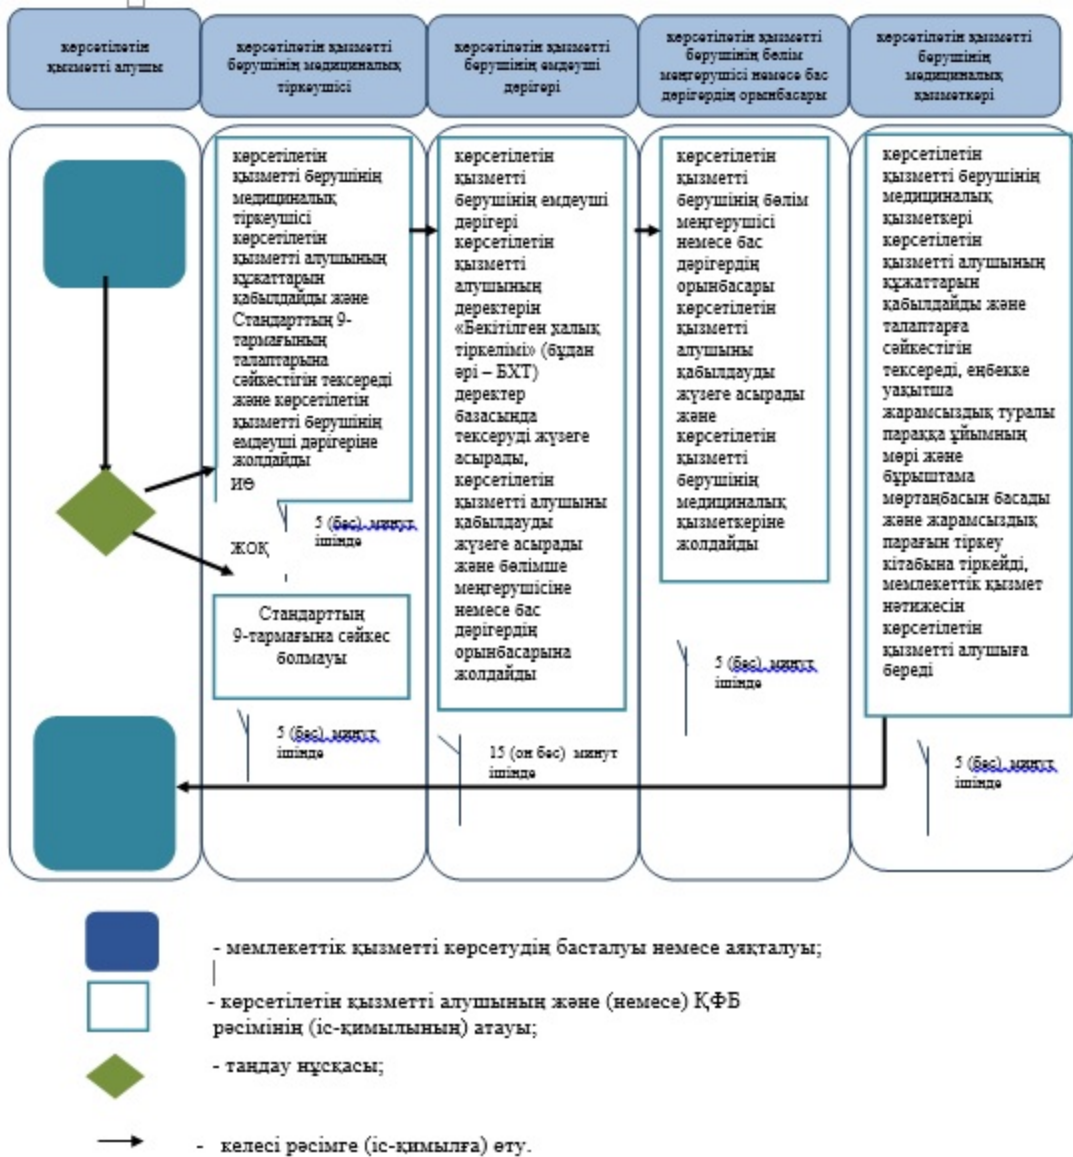 көрсетілетін
қызметті алушы
көрсетілетін қызметті
берушінің медициналық
тіркеушісі
көрсетілетін қызметті
берушінің емдеуші
дәрігері
көрсетілетін қызметті
берушінің бөлім
меңгерушісі немесе бас
дәрігердің орынбасары
көрсетілетін қызметті
берушінің
медициналық
қызметкері
көрсетілетін
қызметті берушінің
медициналық
тіркеушісі
көрсетілетін
қызметті алушының
құжаттарын
қабылдайды және
Стандарттың 9-
тармағының
талаптарына
сәйкестігін тексереді
және көрсетілетін
қызметті берушінің
емдеуші дәрігеріне
жолдайды
ИӘ
5 (бес) минут
ішінде
ЖОҚ
Стандарттың
9-тармағына сәйкес
болмауы
5 (бес) минут
ішінде
көрсетілетін
қызметті
берушінің емдеуші
дәрігері
көрсетілетін
қызметті
алушының
деректерін
«Бекітілген халық
тіркелімі» (бұдан
әрі – БХТ)
деректер
базасында
тексеруді жүзеге
асырады,
көрсетілетін
қызметті алушыны
қабылдауды
жүзеге асырады
және бөлімше
меңгерушісіне
немесе бас
дәрігердің
орынбасарына
жолдайды
15 (он бес) минут
ішінде
көрсетілетін
қызметті
берушінің бөлім
меңгерушісі
немесе бас
дәрігердің
орынбасары
көрсетілетін
қызметті
алушыны
қабылдауды
жүзеге асырады
және
көрсетілетін
қызметті
берушінің
медициналық
қызметкеріне
жолдайды
5 (бес) минут
ішінде
көрсетілетін
қызметті берушінің
медициналық
қызметкері
көрсетілетін
қызметті алушының
құжаттарын
қабылдайды және
талаптарға
сәйкестігін
тексереді, еңбекке
уақытша
жарамсыздық туралы
параққа ұйымның
мөрі және
бұрыштама
мөртаңбасын басады
және жарамсыздық
парағын тіркеу
кітабына тіркейді,
мемлекеттік қызмет
нәтижесін
көрсетілетін
қызметті алушыға
береді
5 (бес) минут
ішінде
- мемлекеттік қызметті көрсетудің басталуы немесе аяқталуы;
- көрсетілетін қызметті алушының және (немесе) ҚФБ
рәсімінің (іс-қимылының) атауы;
- таңдау нұсқасы;
- келесі рәсімге (іс-қимылға) өту.